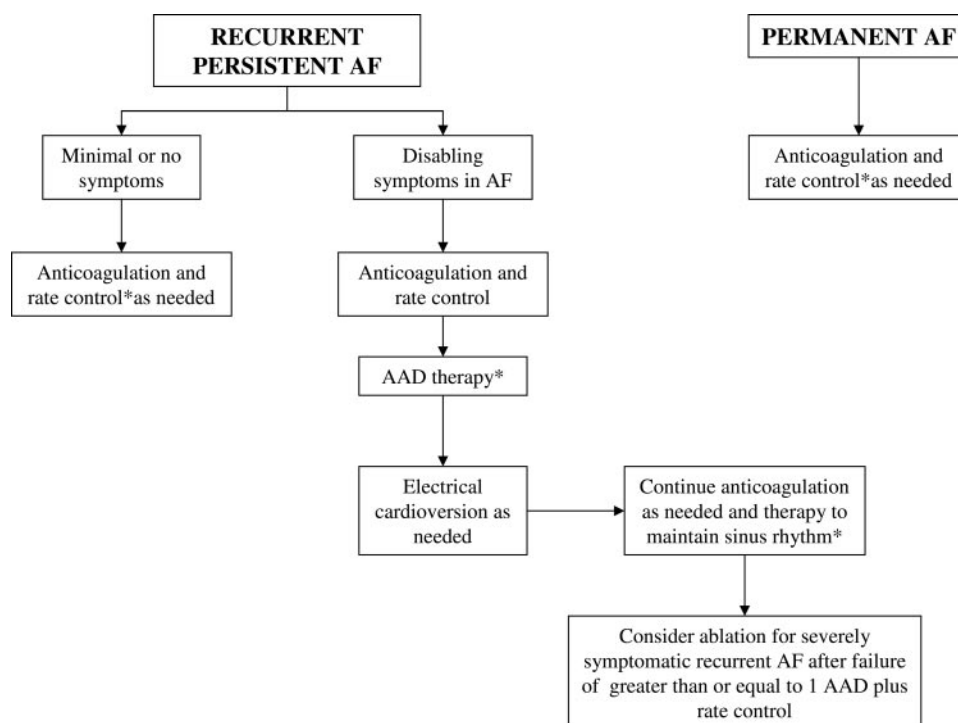 RECURRENT
PERSISTENT AF
PERMANENT AF
Minimal or no
symptoms
Disabling
symptoms in AF
Anticoagulation and
rate control*as needed
Anticoagulation and
rate control*as needed
Anticoagulation and
rate control
AAD therapy*
Electrical
cardioversion as
needed
Continue anticoagulation
as needed and therapy to
maintain sinus rhythm*
Consider ablation for severely
symptomatic recurrent AF after failure
of greater than or equal to 1 AAD plus
rate control